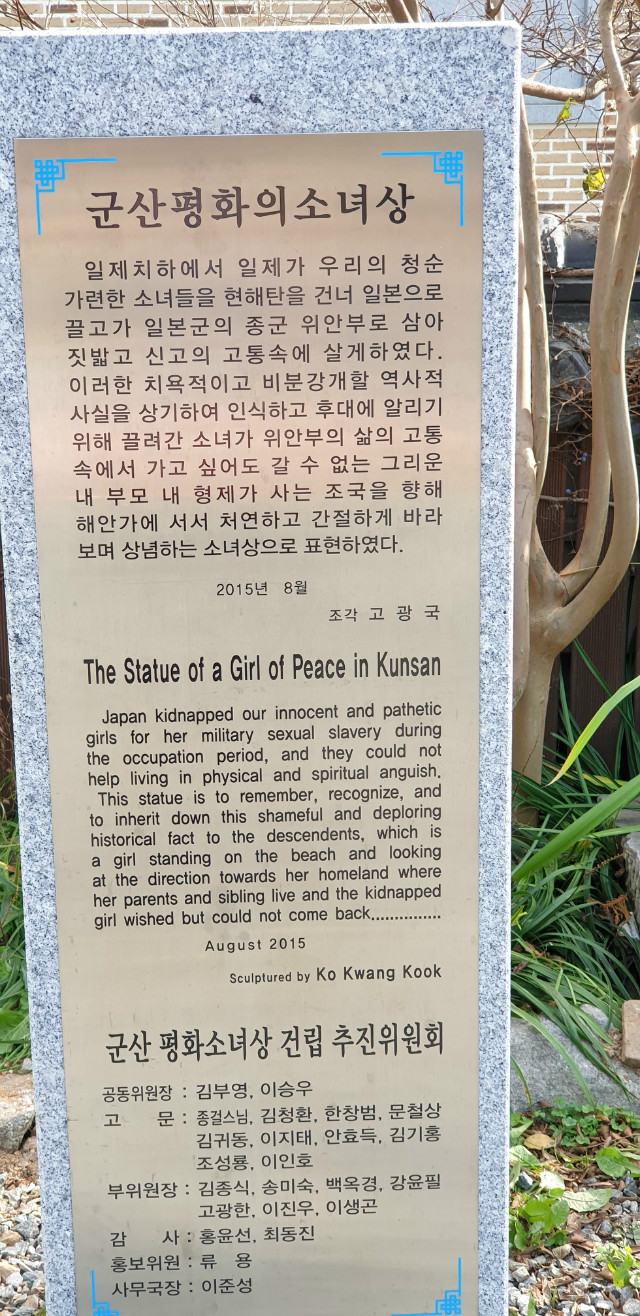 군산평화의소녀상
일제치하에서 일제가 우리의 청순
가련한 소녀들을 현해탄을 건너 일본으로
끌고가 일본군의 종군 위안부로 삼아
짓밟고 신고의 고통속에 살게하였다.
이러한 치욕적이고 비분강개할 역사적
사실을 상기하여 인식하고 후대에 알리기
위해 끌려간 소녀가 위안부의 삶의 고통
속에서 가고 싶어도 갈 수 없는 그리운
내 부모 내 형제가 사는 조국을 향해
해안가에 서서 처연하고 간절하게 바라
보며 상념하는 소녀상으로 표현하였다.
2015년 8월
조각 고 광 국
The Statue of a Girl of Peace in Kunsan
Japan kidnapped our innocent and pathetic
girls for her military sexual slavery during
the occupation period, and they could not
help living in physical and spiritual anguish.
This statue is to remember, recognize, and
to inherit down this shameful and deploring
historical fact to the descendents, which is
a girl standing on the beach and looking
at the direction towards her homeland where
her parents and sibling live and the kidnapped
girl wished but could not come back...............
August 2015
Sculptured by Ko Kwang Kook
군산 평화소녀상 건립 추진위원회
공동위원장 : 김부영, 이승우
고 문 : 종걸스님, 김청환, 한창범, 문철상
김귀동, 이지태, 안효득, 김기홍
조성룡, 이인호
부위원장 : 김종식, 송미숙, 백옥경, 강윤필
고광한, 이진우, 이생곤
감 사 : 홍윤선, 최동진
홍보위원 : 류 용
사무국장 : 이준성